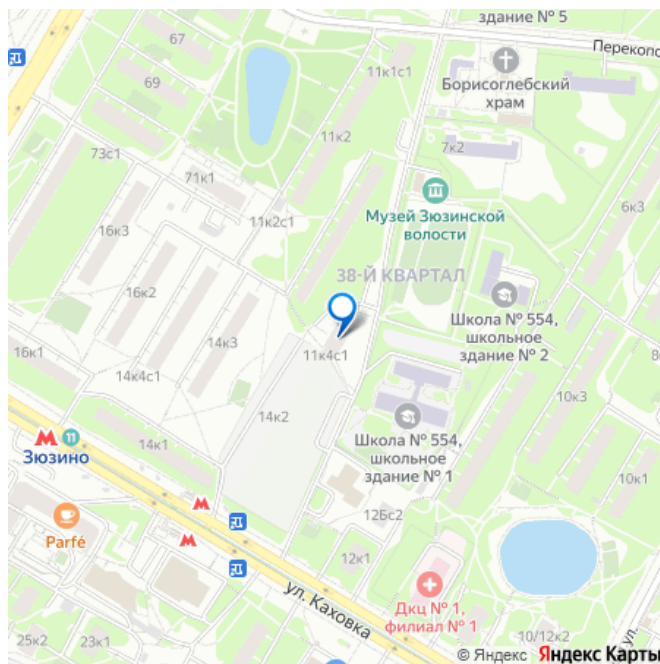 здание № 5
67
Перекопс
11к1с1
Борисоглебский
храм
69
11к2
7к2
73с1
71к1
Музей Зюзинской
волости
6к3
11к2с1
16к3
38-Й КВАРТАЛ
16к2
Школа № 554,
школьное
здание № 2
14к3
16к1
11к4с1
14к4с1
10к3
14к2
Школа № 554,
школьное
здание № 1
М 11
Зюзино
14к1
10к1
М
12Бс2
Parfé
М
12к1
ул. Каховка
Дкц № 1,
филиал № 1
25к2
23к1
10/12к2
ул.
© Яндекс Яндекс Карты